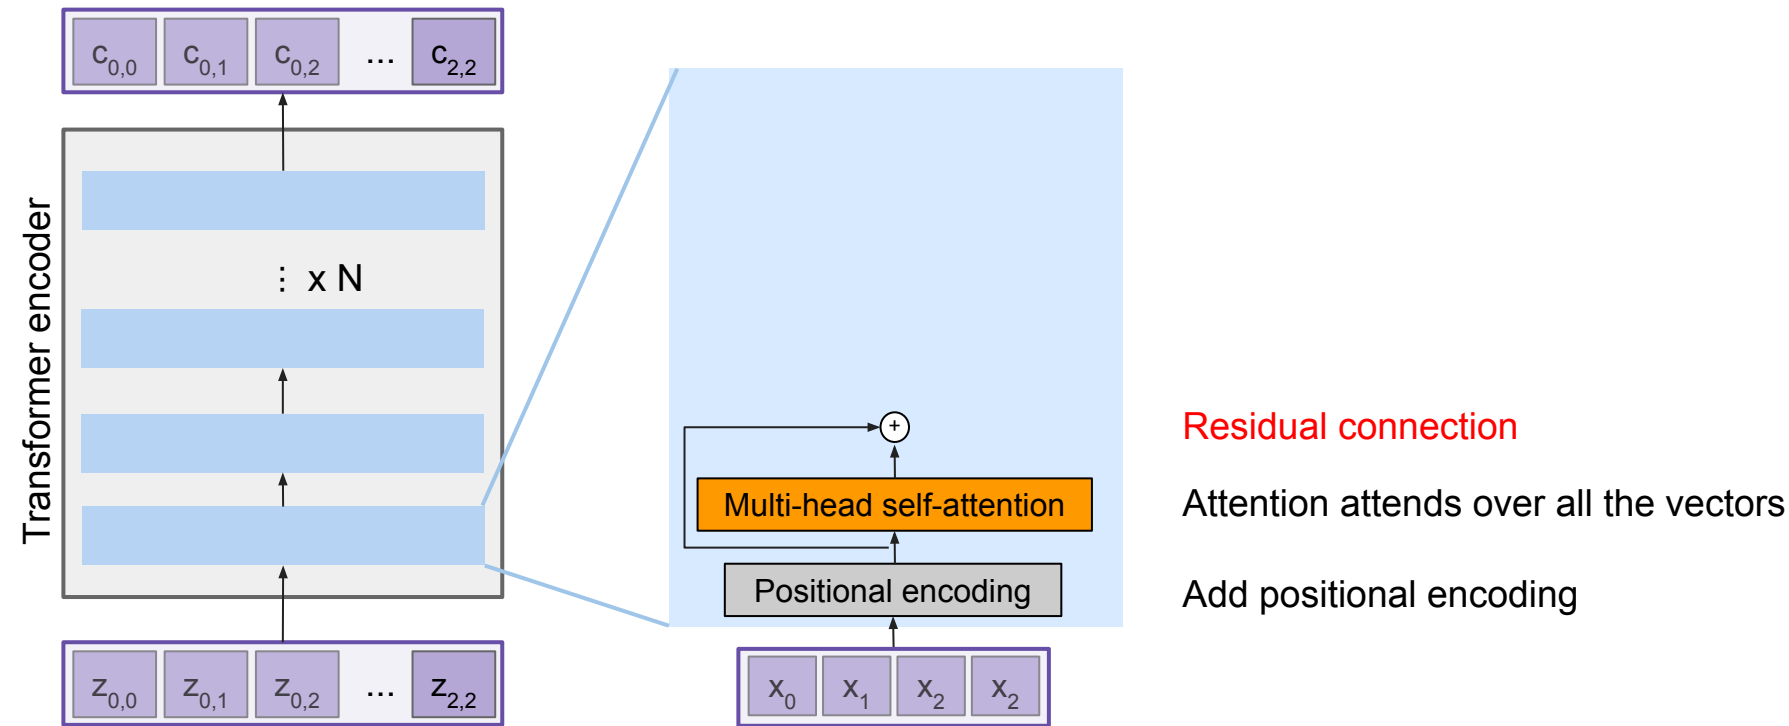 c0,0 c0,1 c0,2 ... c2,2
Transformer encoder
⋮ x N
z0,0 z0,1 z0,2 ... z2,2
+
Residual connection
Multi-head self-attention
Attention attends over all the vectors
Positional encoding
Add positional encoding
x0 x1 x2 x2